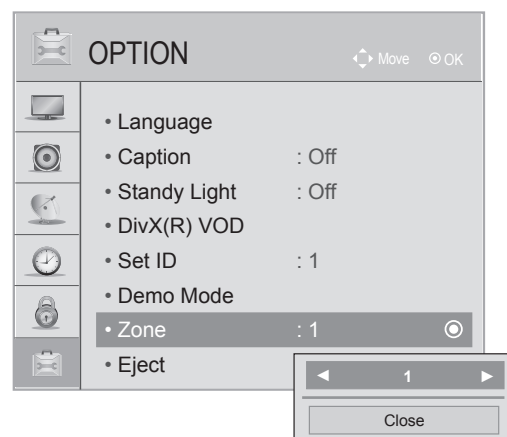 OPTION
Move OK
• Language
• Caption : Off
• Standy Light : Off
• DivX(R) VOD
• Set ID : 1
• Demo Mode
• Zone : 1
• Eject
◄ 1 ►
Close